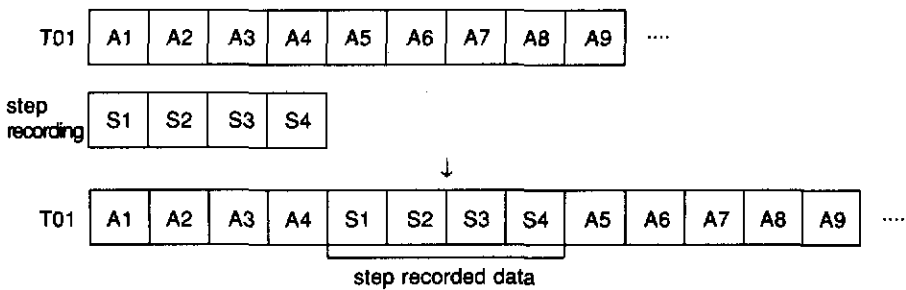 T01 A1 A2 A3 A4 A5 A6 A7 A8 A9 ....
step
recording S1 S2 S3 S4
↓
T01 A1 A2 A3 A4 S1 S2 S3 S4 A5 A6 A7 A8 A9 ....
step recorded data